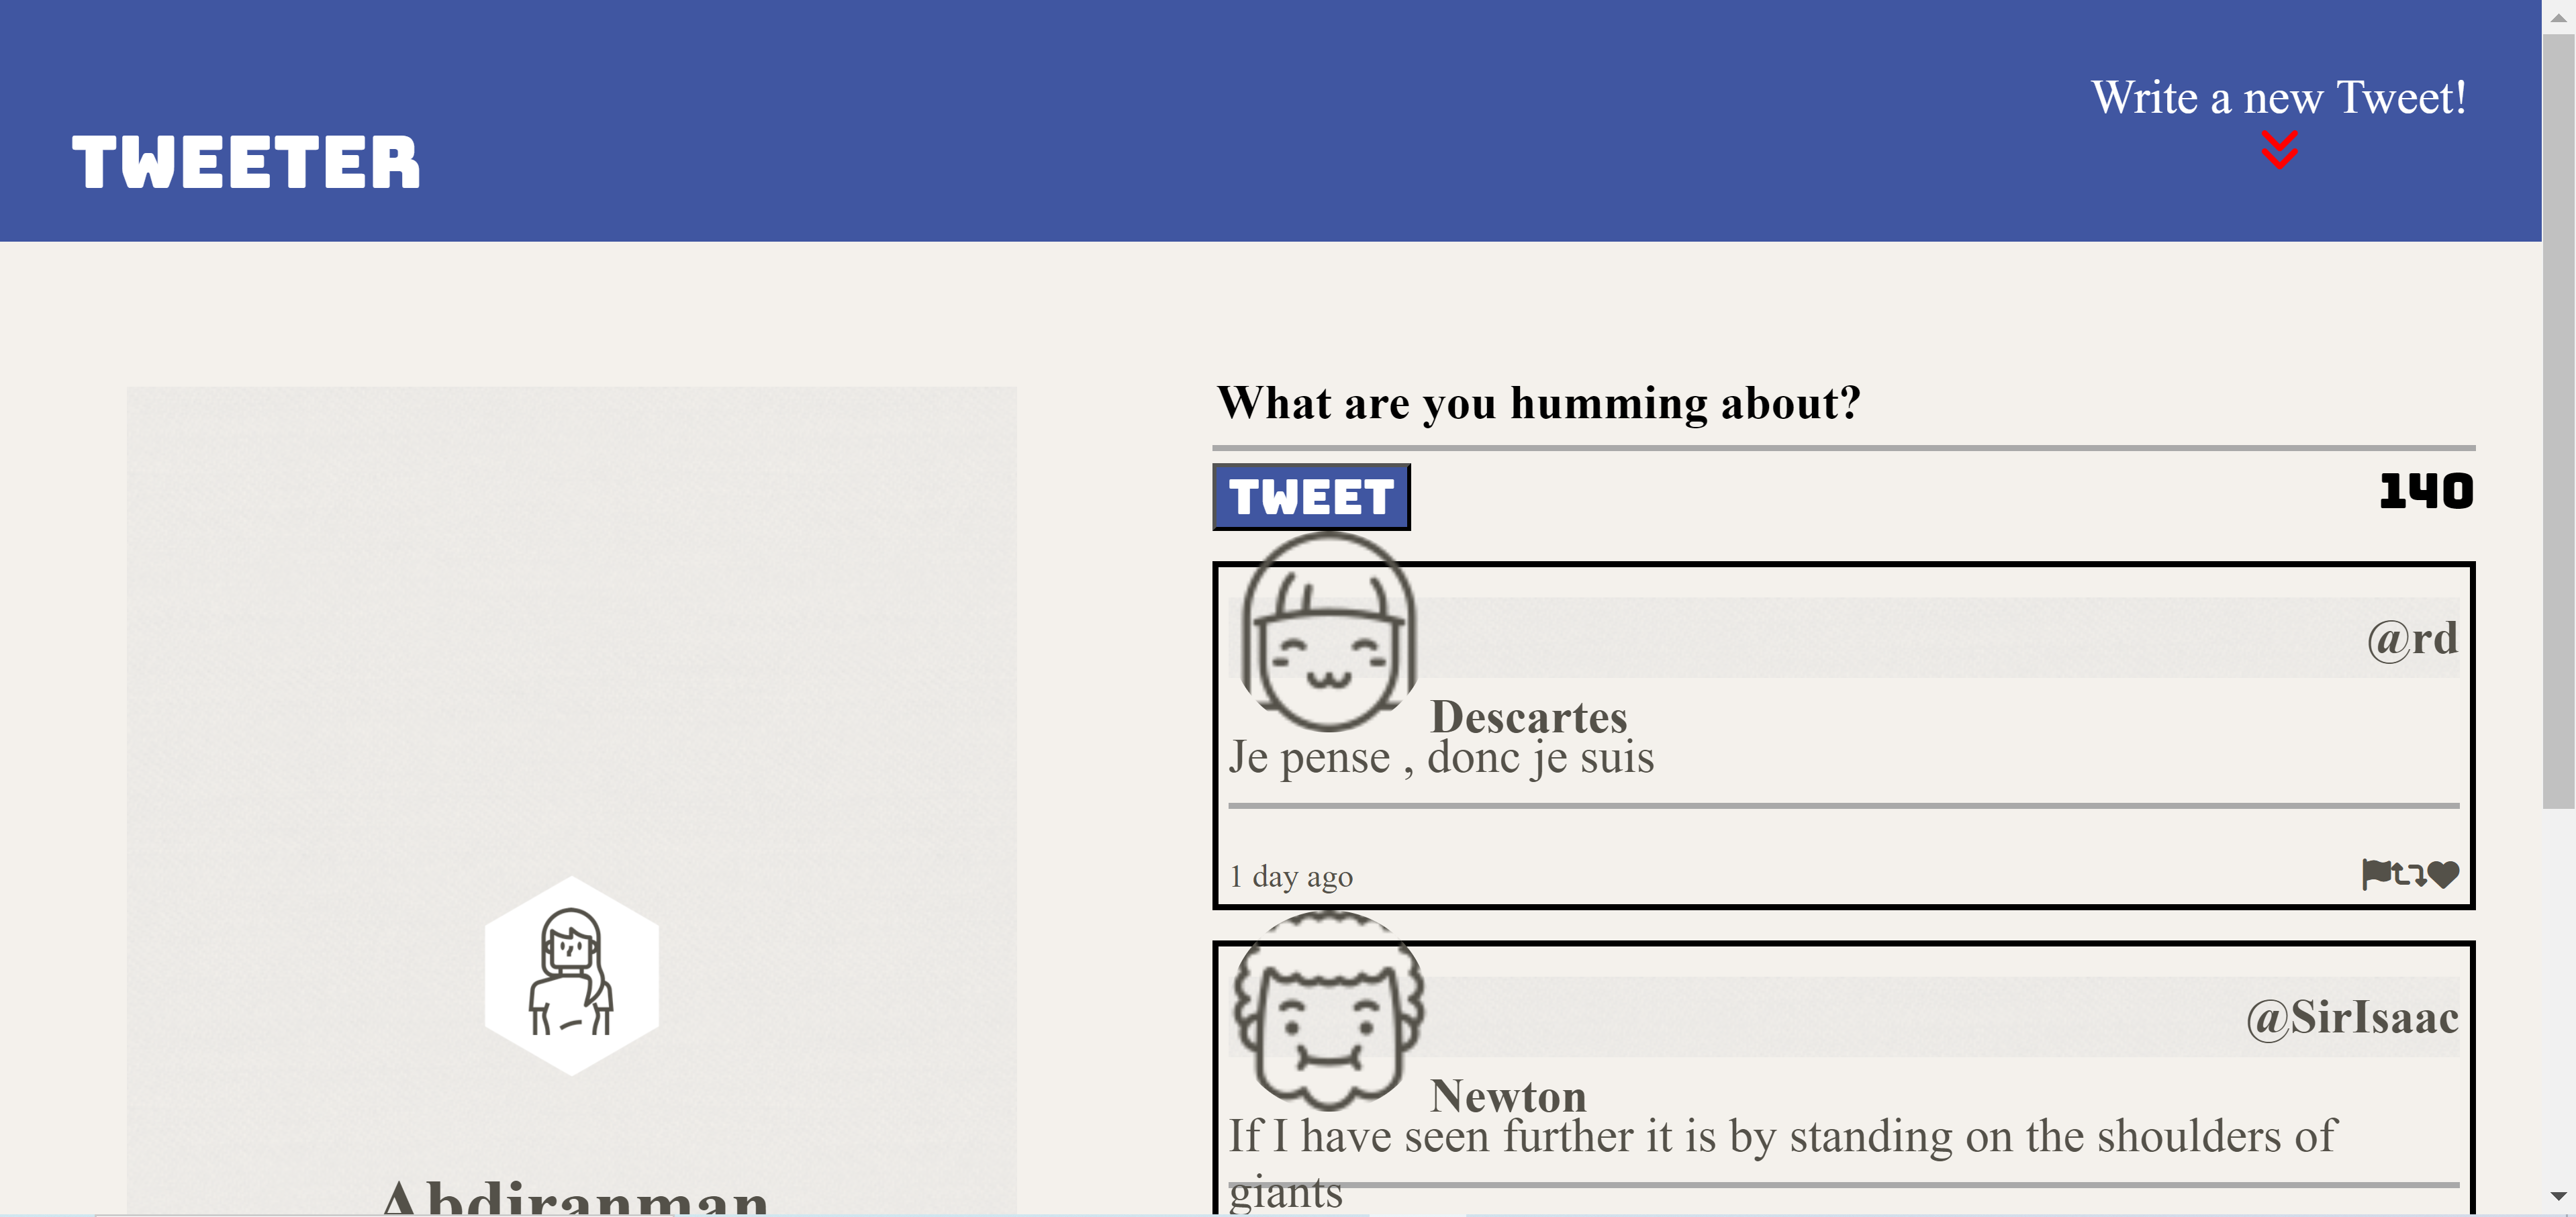 Write a new Tweet!
TWEETER
What are you humming about?
TWEET
140
@rd
Descartes
Je pense , donc je suis
1 day ago
@SirIsaac
Newton
If I have seen further it is by standing on the shoulders of
giants
Abdiranman